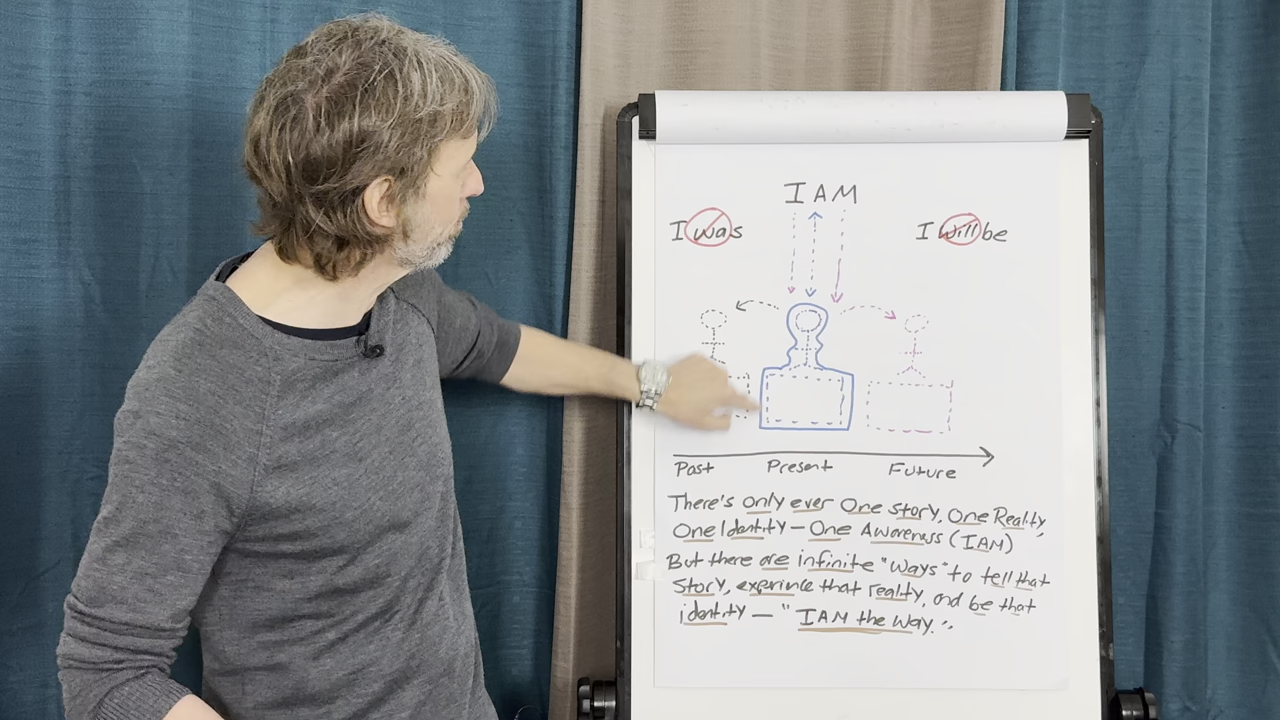 I AM
I was
I will be
Past Present Future
There's only ever One Story, One Reality,
One Identity – One Awareness (I AM)
But there are infinite "ways" to tell that
Story, exprince that reality, and be that
identity – "I AM the Way."